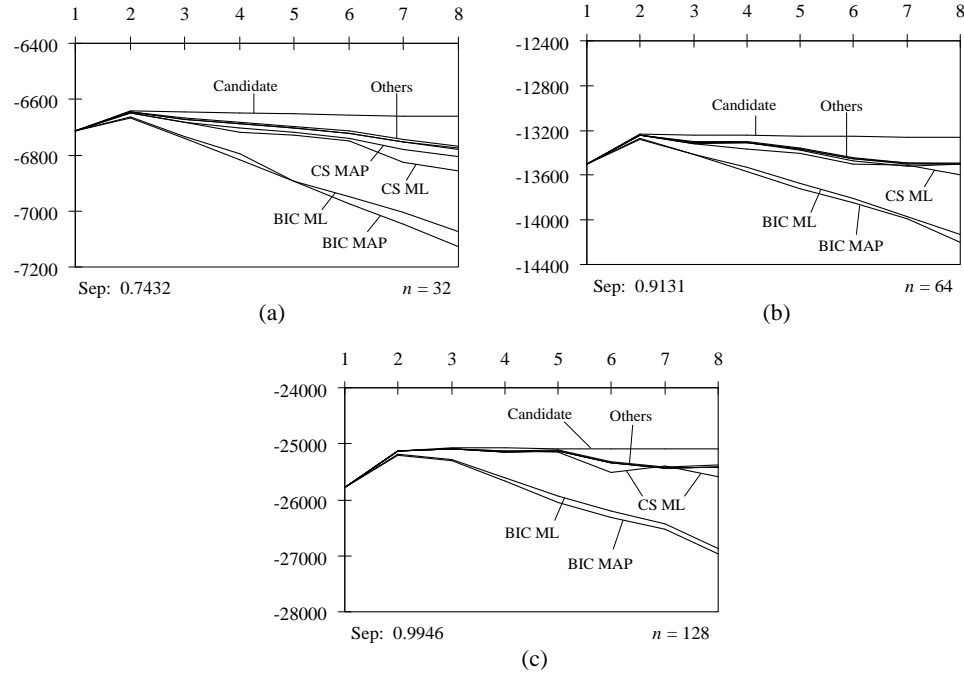 1 2 3 4 5 6 7 8
-6400
-6600
-6800
-7000
-7200
Candidate
Others
CS MAP
CS ML
BIC ML
BIC MAP
Sep: 0.7432
n = 32
(a)
1 2 3 4 5 6 7 8
-12400
-12800
-13200
-13600
-14000
-14400
Candidate
Others
CS ML
BIC ML
BIC MAP
Sep: 0.9131
n = 64
(b)
1 2 3 4 5 6 7 8
-24000
-25000
-26000
-27000
-28000
Candidate
Others
CS ML
BIC ML
BIC MAP
Sep: 0.9946
n = 128
(c)